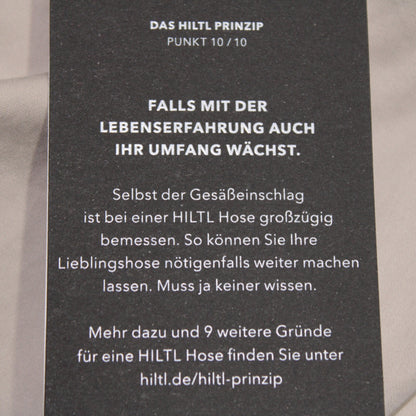 DAS HILTL PRINZIP
PUNKT 10 / 10
FALLS MIT DER
LEBENSERFAHRUNG AUCH
IHR UMFANG WÄCHST.
Selbst der Gesäßeinschlag
ist bei einer HILTL Hose großzügig
bemessen. So können Sie Ihre
Lieblingshose nötigenfalls weiter machen
lassen. Muss ja keiner wissen.
Mehr dazu und 9 weitere Gründe
für eine HILTL Hose finden Sie unter
hiltl.de/hiltl-prinzip